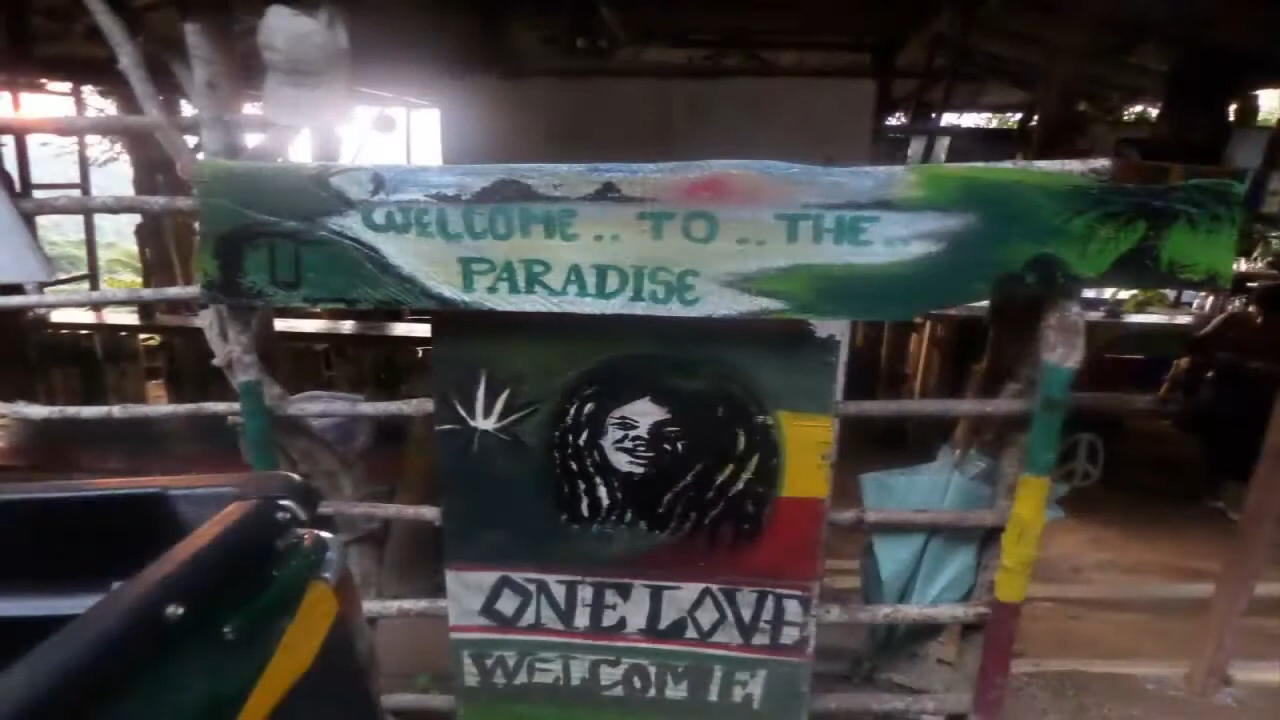 WELCOME .. TO .. THE ..
PARADISE
U
ONE LOVE
WELCOME